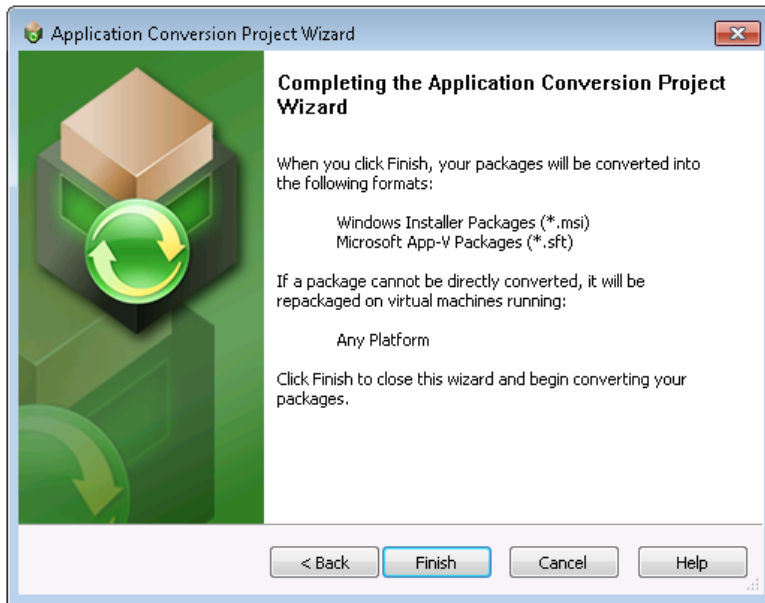 Application Conversion Project Wizard
Completing the Application Conversion Project
Wizard
When you click Finish, your packages will be converted into
the following formats:
Windows Installer Packages (*.msi)
Microsoft App-V Packages (*.sft)
If a package cannot be directly converted, it will be
repackaged on virtual machines running:
Any Platform
Click Finish to close this wizard and begin converting your
packages.
< Back Finish Cancel Help